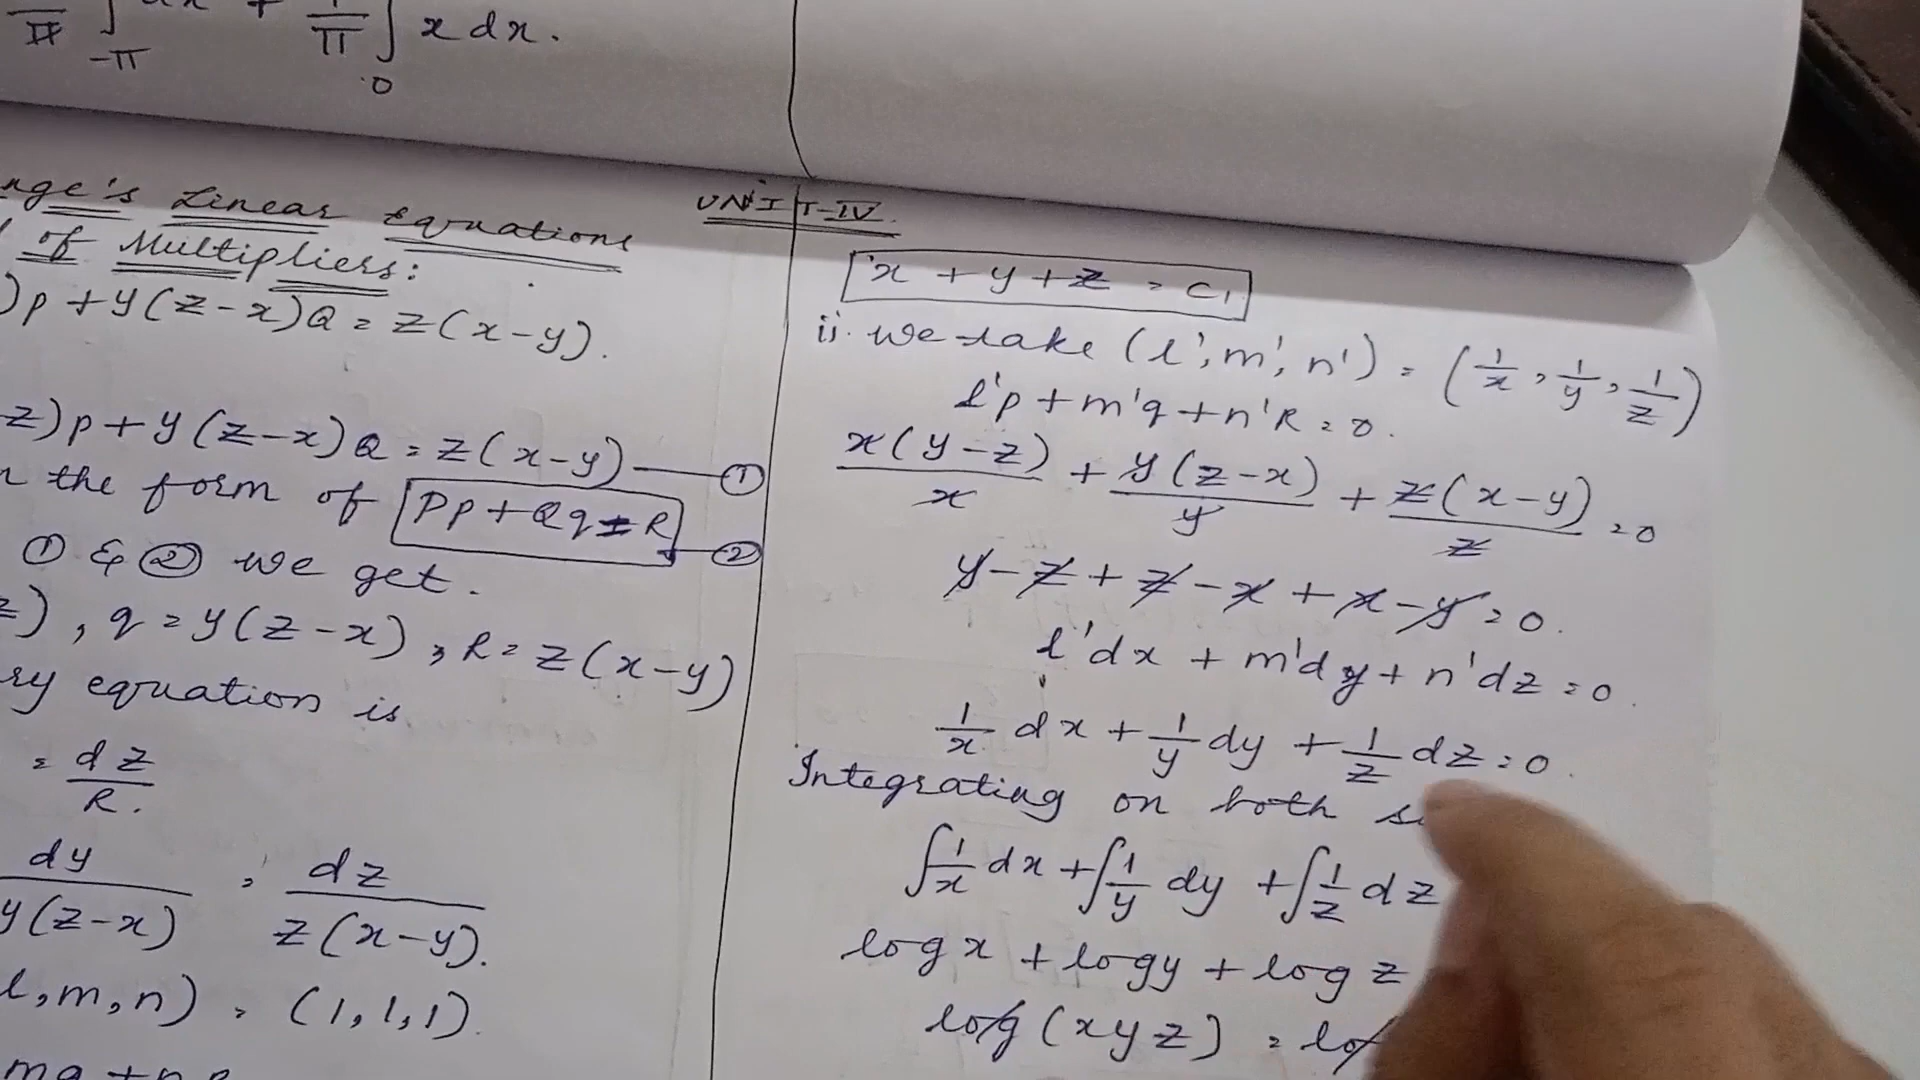 π ∫ -π dx + 1/π ∫ 0 x dx.
UNIT-IV
Linear Equations
of Multipliers:
)p + y(z-x)Q = z(x-y).
-z)p + y(z-x)Q = z(x-y) — ①
the form of Pp + Qq = R — ②
① & ② we get.
), q = y(z-x), R = z(x-y)
equation is
= dz/R.
dy/y(z-x) = dz/z(x-y).
l,m,n) = (1,1,1).
x + y + z = c₁
ii. we take (l', m', n') = (1/x, 1/y, 1/z)
l'p + m'q + n'R = 0.
x(y-z)/x + y(z-x)/y + z(x-y)/z = 0
y - z + z - x + x - y = 0.
l'dx + m'dy + n'dz = 0.
1/x dx + 1/y dy + 1/z dz = 0.
Integrating on both
∫1/x dx + ∫1/y dy + ∫1/z dz
log x + log y + log z
log (xyz) = lo